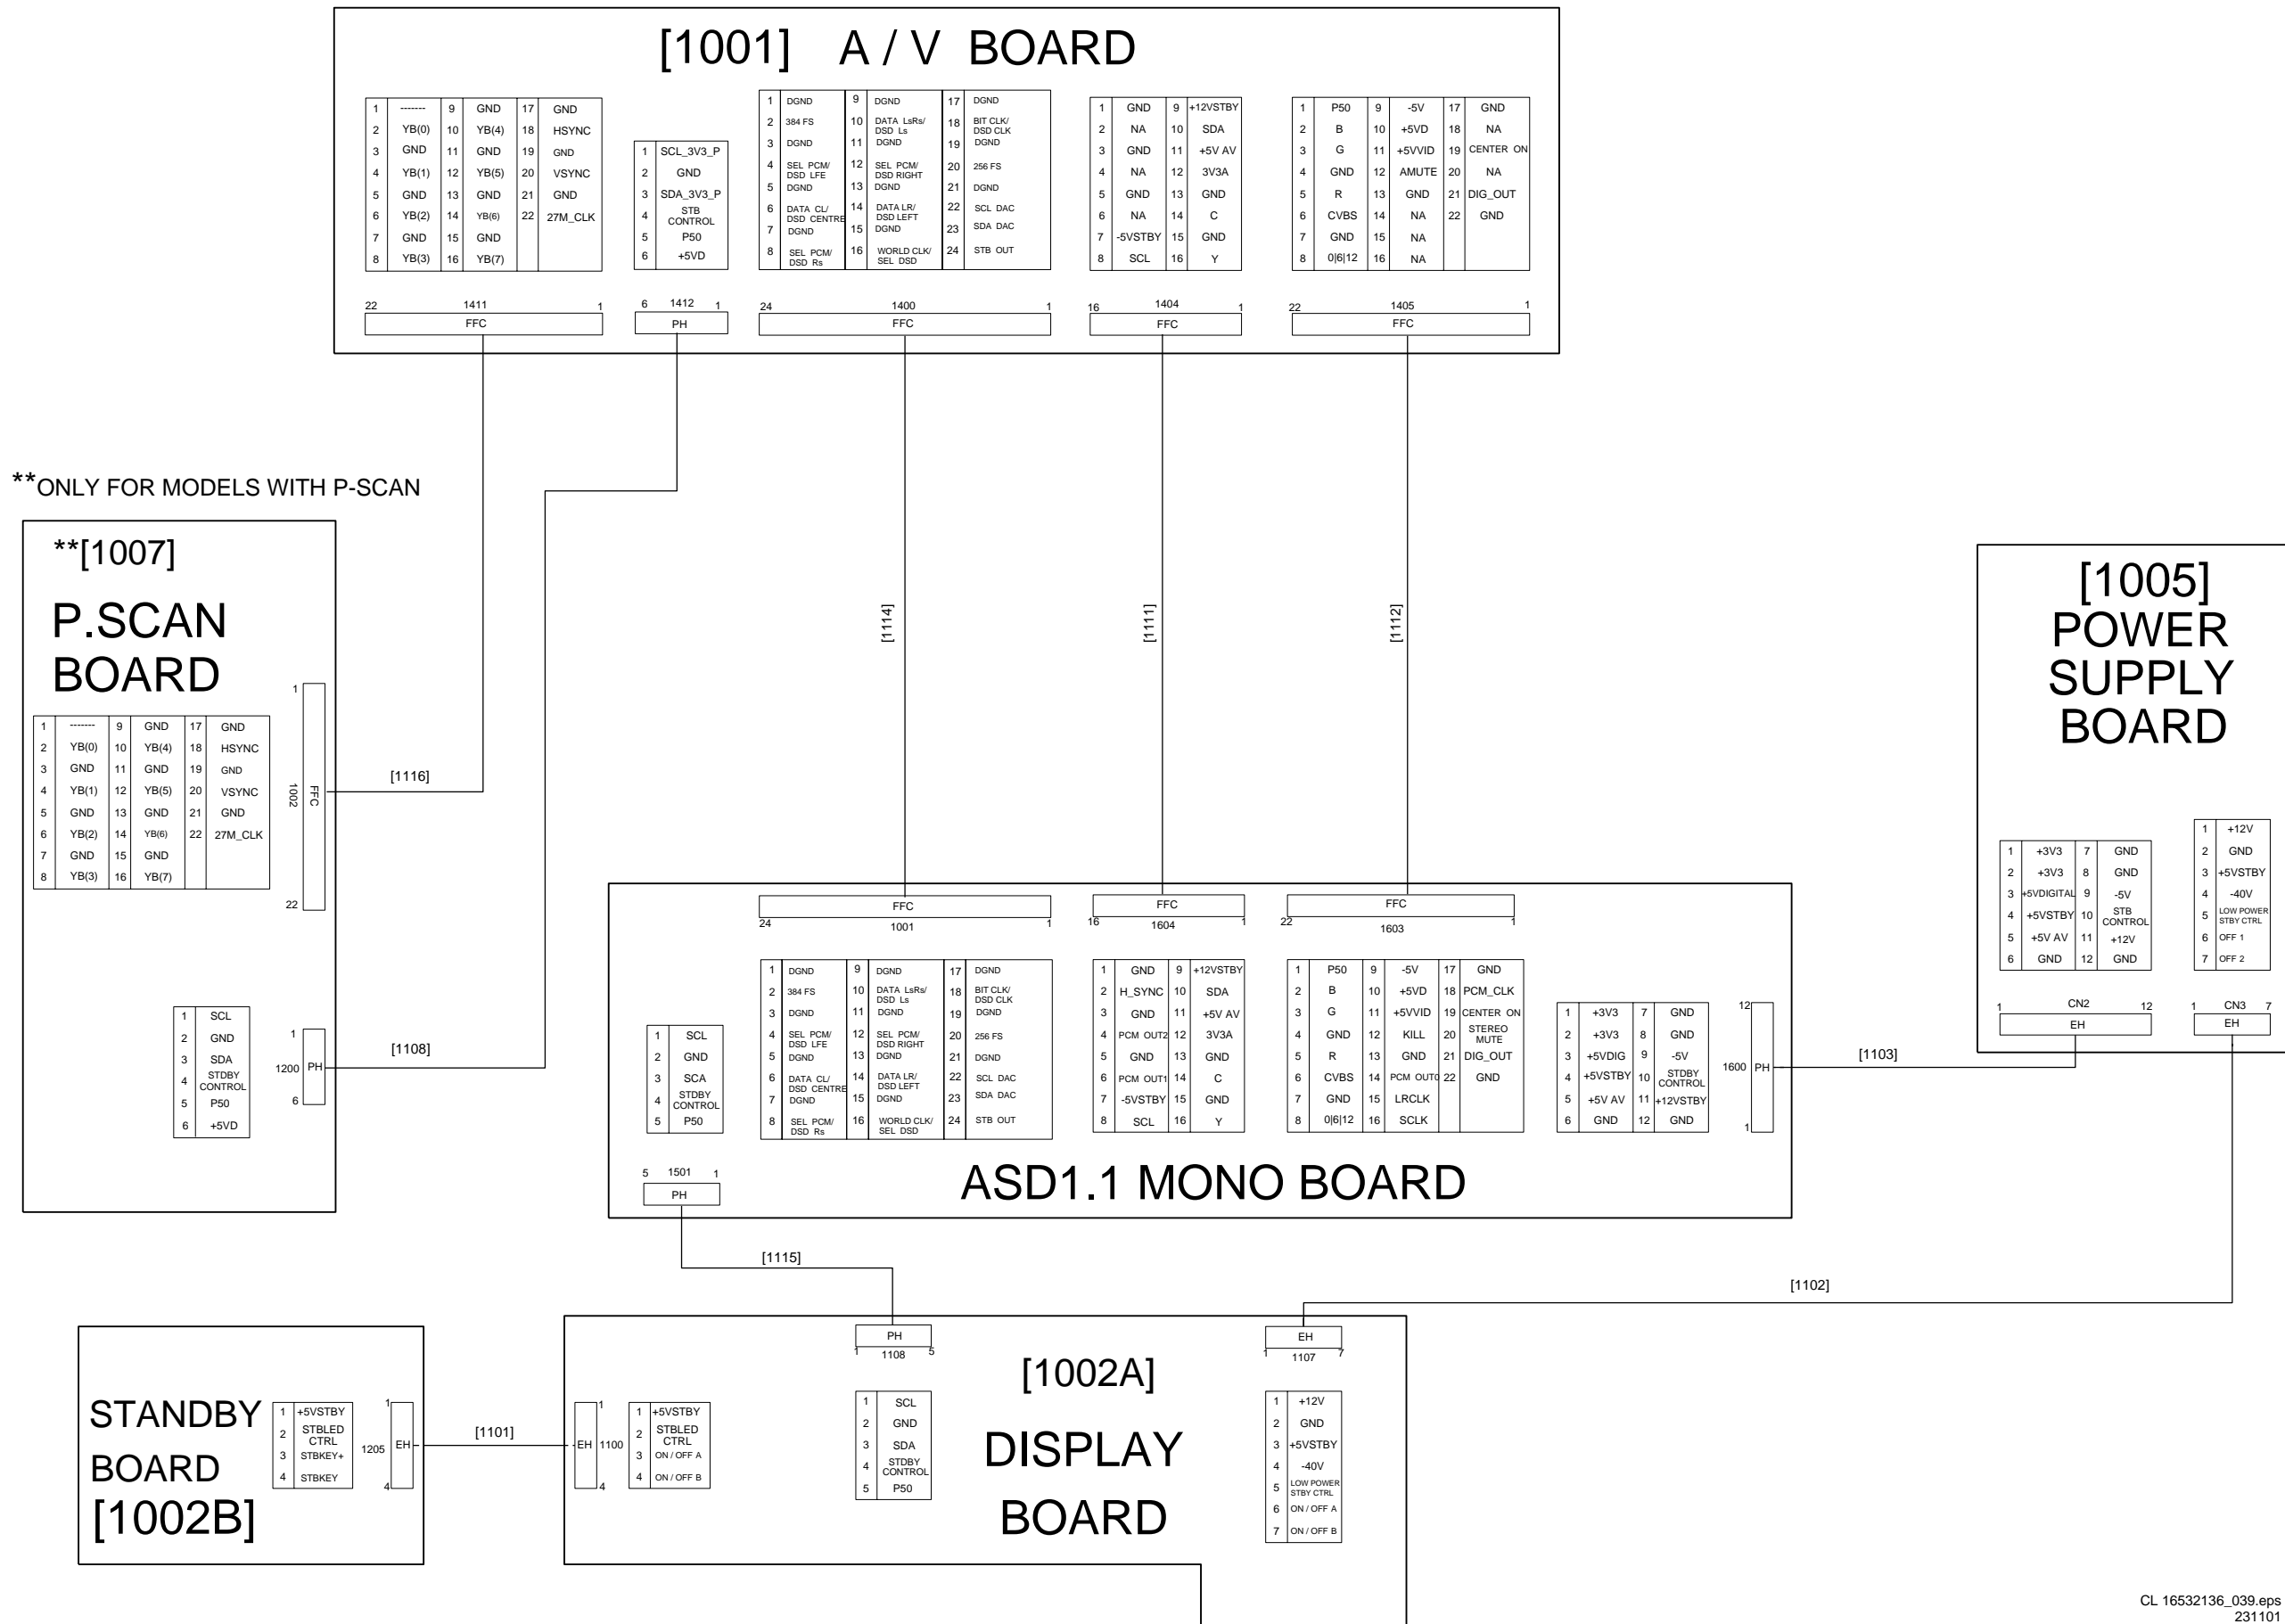 [1001] A / V BOARD
1 ------- 9 GND 17 GND
2 YB(0) 10 YB(4) 18 HSYNC
3 GND 11 GND 19 GND
4 YB(1) 12 YB(5) 20 VSYNC
5 GND 13 GND 21 GND
6 YB(2) 14 YB(6) 22 27M_CLK
7 GND 15 GND
8 YB(3) 16 YB(7)
22 1411 1
FFC
1 SCL_3V3_P
2 GND
3 SDA_3V3_P
4 STB CONTROL
5 P50
6 +5VD
6 1412 1
PH
1 DGND 9 DGND 17 DGND
2 384 FS 10 DATA LsRs/ DSD Ls 18 BIT CLK/ DSD CLK
3 DGND 11 DGND 19 DGND
4 SEL PCM/ DSD LFE 12 SEL PCM/ DSD RIGHT 20 256 FS
5 DGND 13 DGND 21 DGND
6 DATA CL/ DSD CENTRE 14 DATA LR/ DSD LEFT 22 SCL DAC
7 DGND 15 DGND 23 SDA DAC
8 SEL PCM/ DSD Rs 16 WORLD CLK/ SEL DSD 24 STB OUT
24 1400 1
FFC
1 GND 9 +12VSTBY
2 NA 10 SDA
3 GND 11 +5V AV
4 NA 12 3V3A
5 GND 13 GND
6 NA 14 C
7 -5VSTBY 15 GND
8 SCL 16 Y
16 1404 1
FFC
1 P50 9 -5V 17 GND
2 B 10 +5VD 18 NA
3 G 11 +5VVID 19 CENTER ON
4 GND 12 AMUTE 20 NA
5 R 13 GND 21 DIG_OUT
6 CVBS 14 NA 22 GND
7 GND 15 NA
8 0|6|12 16 NA
22 1405 1
FFC
**ONLY FOR MODELS WITH P-SCAN
**[1007]
P.SCAN
BOARD
1 ------- 9 GND 17 GND
2 YB(0) 10 YB(4) 18 HSYNC
3 GND 11 GND 19 GND
4 YB(1) 12 YB(5) 20 VSYNC
5 GND 13 GND 21 GND
6 YB(2) 14 YB(6) 22 27M_CLK
7 GND 15 GND
8 YB(3) 16 YB(7)
1
1002 FFC
22
1 SCL
2 GND
3 SDA
4 STDBY CONTROL
5 P50
6 +5VD
1
1200 PH
6
[1116]
[1108]
[1114]
[1111]
[1112]
[1005]
POWER
SUPPLY
BOARD
1 +3V3 7 GND
2 +3V3 8 GND
3 +5VDIGITAL 9 -5V
4 +5VSTBY 10 STB CONTROL
5 +5V AV 11 +12V
6 GND 12 GND
1 CN2 12
EH
1 +12V
2 GND
3 +5VSTBY
4 -40V
5 LOW POWER STBY CTRL
6 OFF 1
7 OFF 2
1 CN3 7
EH
FFC
24 1001 1
FFC
16 1604 1
FFC
22 1603 1
1 SCL
2 GND
3 SCA
4 STDBY CONTROL
5 P50
5 1501 1
PH
1 DGND 9 DGND 17 DGND
2 384 FS 10 DATA LsRs/ DSD Ls 18 BIT CLK/ DSD CLK
3 DGND 11 DGND 19 DGND
4 SEL PCM/ DSD LFE 12 SEL PCM/ DSD RIGHT 20 256 FS
5 DGND 13 DGND 21 DGND
6 DATA CL/ DSD CENTRE 14 DATA LR/ DSD LEFT 22 SCL DAC
7 DGND 15 DGND 23 SDA DAC
8 SEL PCM/ DSD Rs 16 WORLD CLK/ SEL DSD 24 STB OUT
1 GND 9 +12VSTBY
2 H_SYNC 10 SDA
3 GND 11 +5V AV
4 PCM OUT2 12 3V3A
5 GND 13 GND
6 PCM OUT1 14 C
7 -5VSTBY 15 GND
8 SCL 16 Y
1 P50 9 -5V 17 GND
2 B 10 +5VD 18 PCM_CLK
3 G 11 +5VVID 19 CENTER ON
4 GND 12 KILL 20 STEREO MUTE
5 R 13 GND 21 DIG_OUT
6 CVBS 14 PCM OUT0 22 GND
7 GND 15 LRCLK
8 0|6|12 16 SCLK
1 +3V3 7 GND
2 +3V3 8 GND
3 +5VDIG 9 -5V
4 +5VSTBY 10 STDBY CONTROL
5 +5V AV 11 +12VSTBY
6 GND 12 GND
12
1600 PH
1
[1103]
ASD1.1 MONO BOARD
[1115]
[1102]
STANDBY
BOARD
[1002B]
1 +5VSTBY
2 STBLED CTRL
3 STBKEY+
4 STBKEY
1
1205 EH
4
[1101]
1
EH 1100
4
1 +5VSTBY
2 STBLED CTRL
3 ON / OFF A
4 ON / OFF B
PH
1 1108 5
1 SCL
2 GND
3 SDA
4 STDBY CONTROL
5 P50
[1002A]
DISPLAY
BOARD
EH
1 1107 7
1 +12V
2 GND
3 +5VSTBY
4 -40V
5 LOW POWER STBY CTRL
6 ON / OFF A
7 ON / OFF B
CL 16532136_039.eps
231101